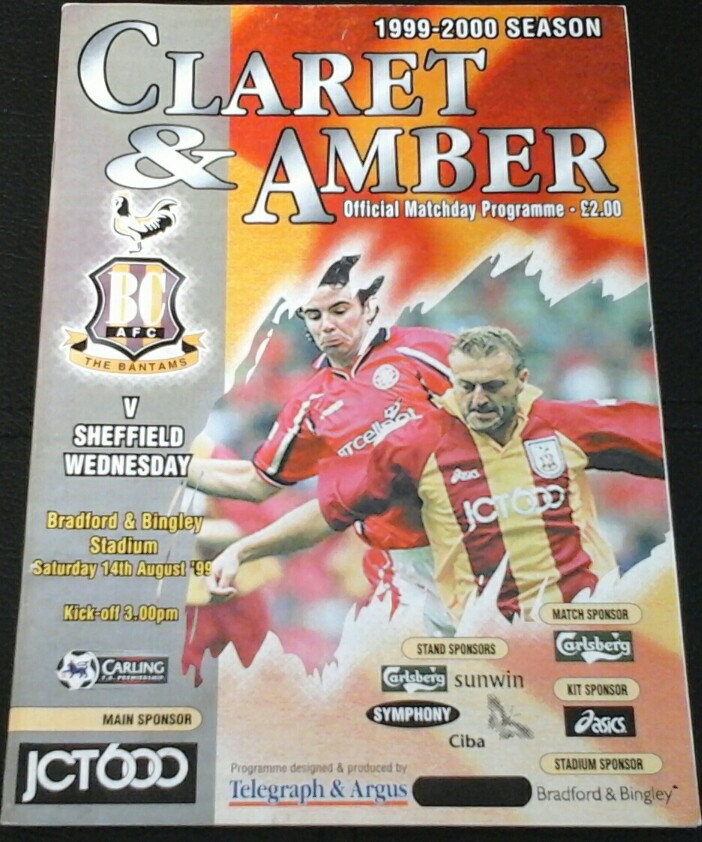 1999-2000 SEASON
CLARET
& AMBER
Official Matchday Programme - £2.00
BC
AFC
THE BANTAMS
V
SHEFFIELD
WEDNESDAY
Bradford & Bingley
Stadium
Saturday 14th August '99
Kick-off 3.00pm
CARLING
F.A. PREMIERSHIP
MAIN SPONSOR
JCT600
asics
JCT600
MATCH SPONSOR
Carlsberg
STAND SPONSORS
Carlsberg sunwin
SYMPHONY
Ciba
KIT SPONSOR
asics
STADIUM SPONSOR
Bradford & Bingley
Programme designed & produced by
Telegraph & Argus